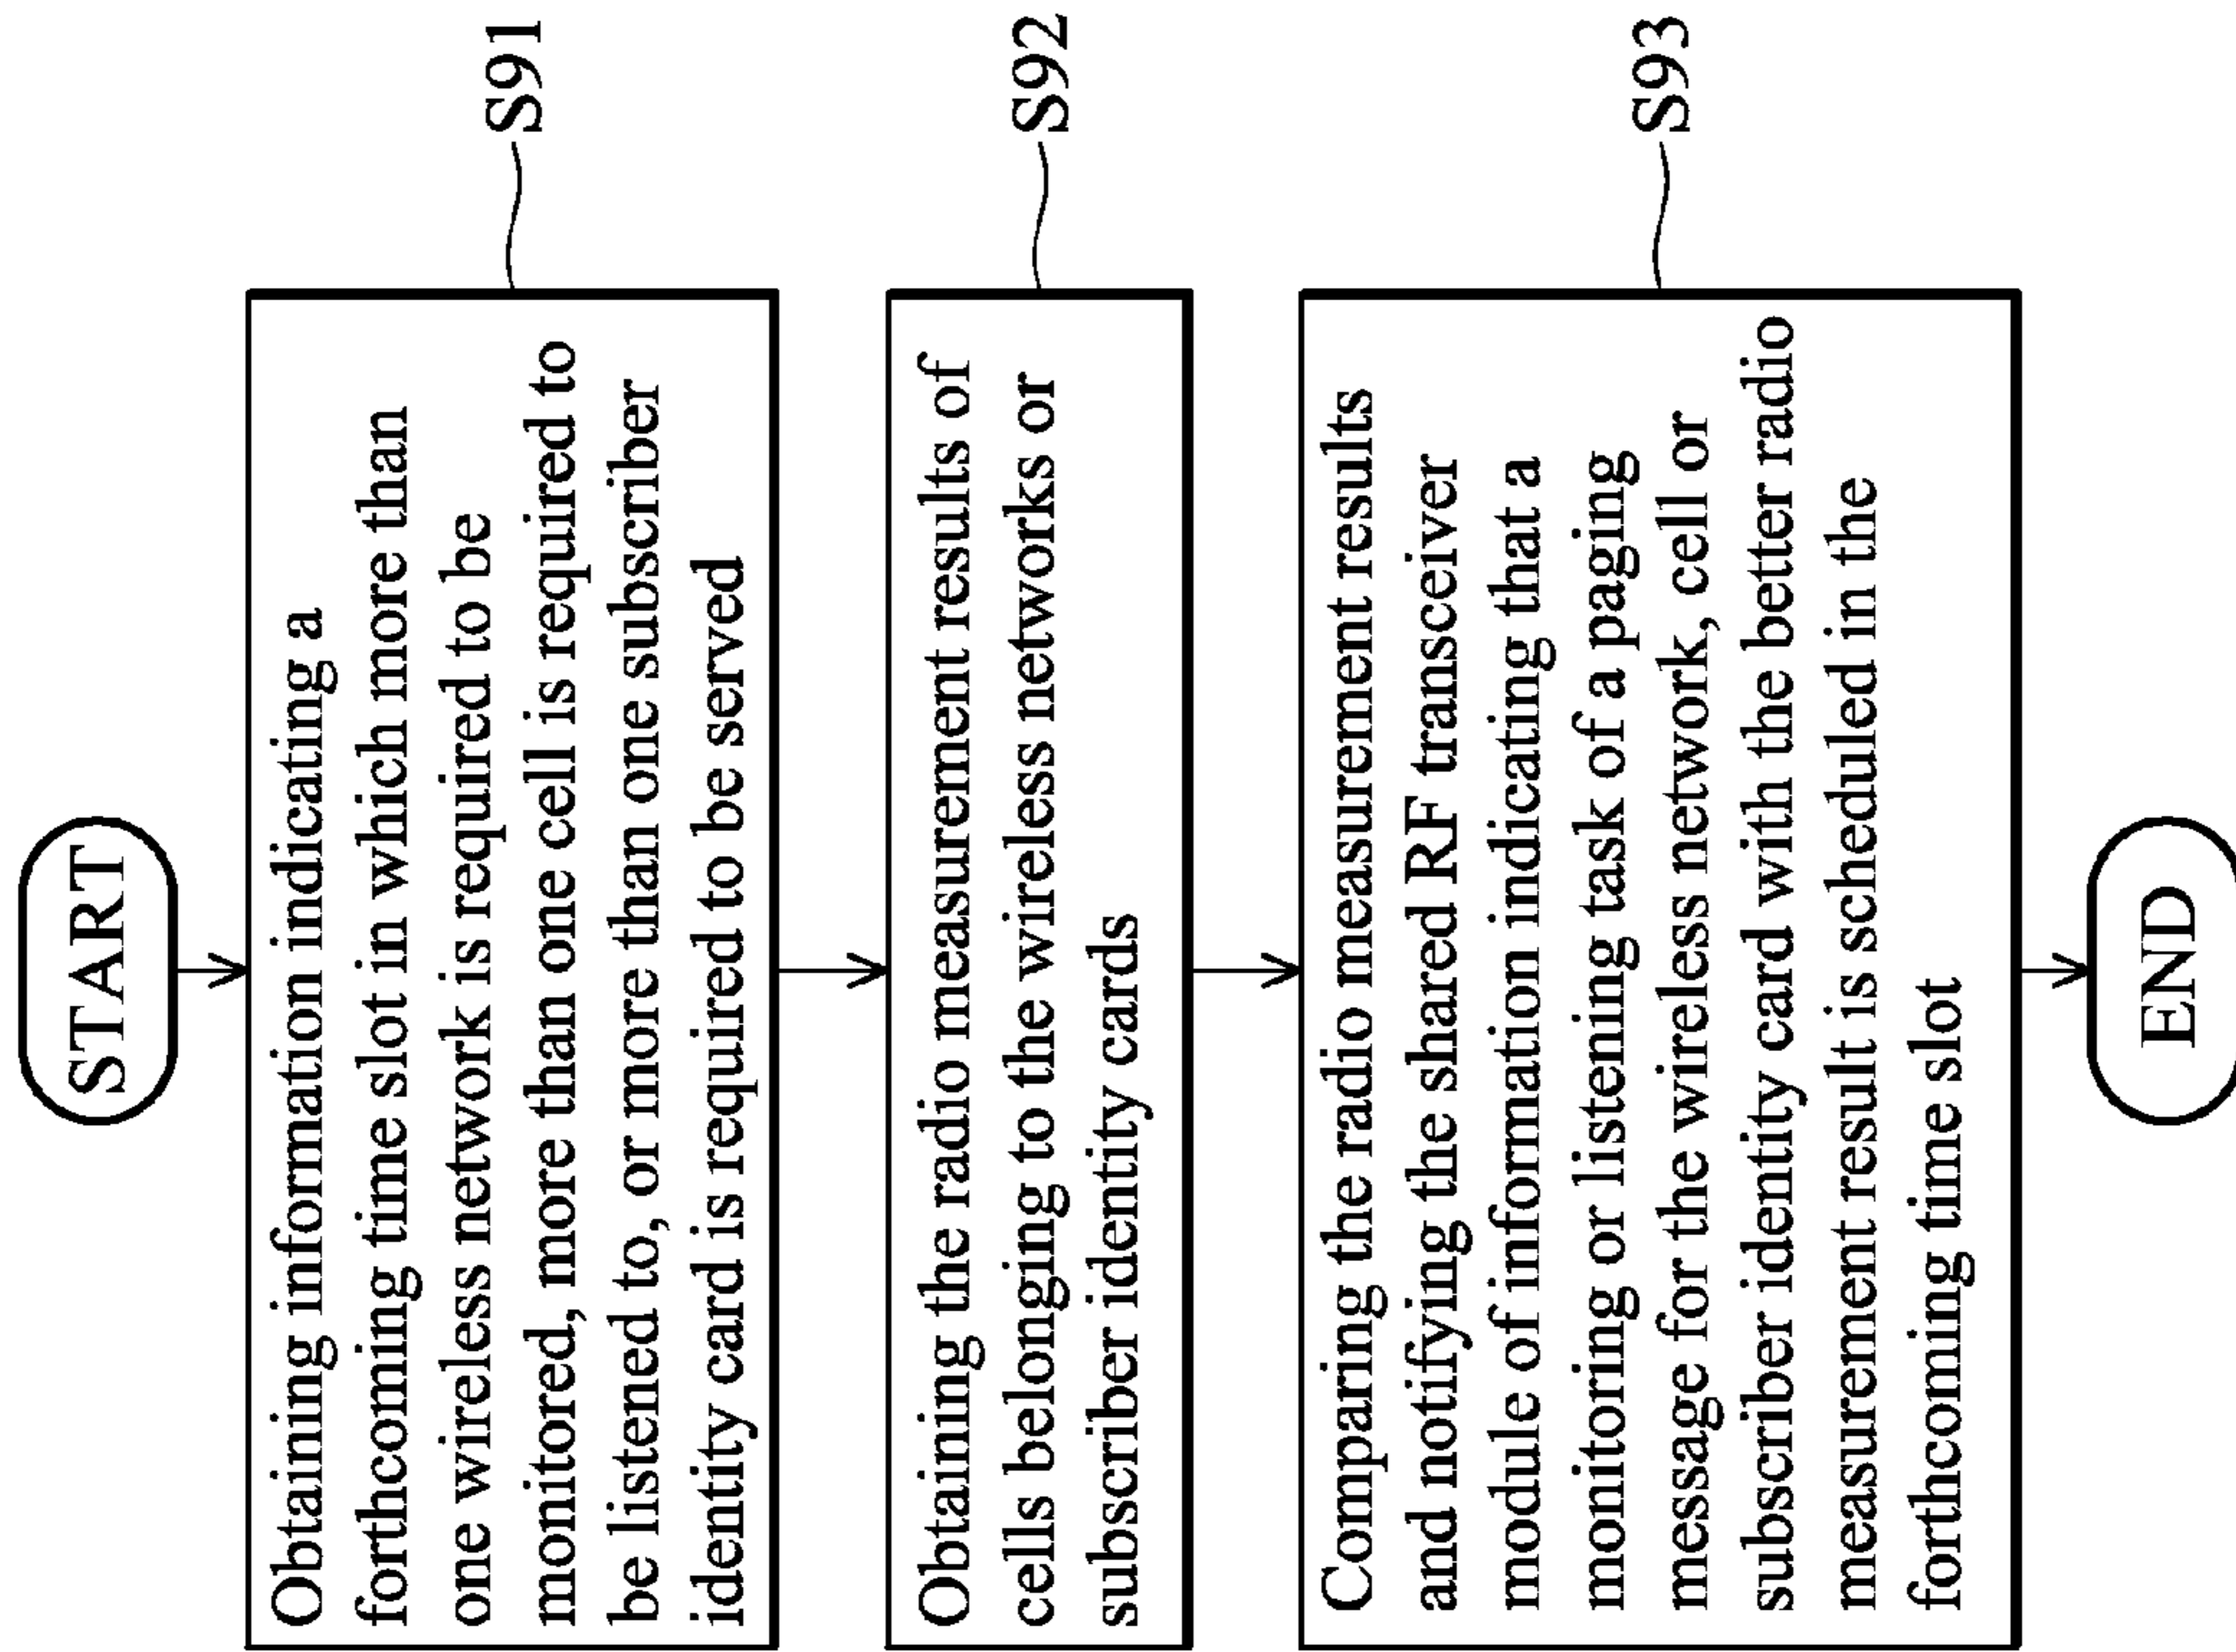 START
Obtaining information indicating a
forthcoming time slot in which more than
one wireless network is required to be
monitored, more than one cell is required to
be listened to, or more than one subscriber
identity card is required to be served
S91
Obtaining the radio measurement results of
cells belonging to the wireless networks or
subscriber identity cards
S92
Comparing the radio measurement results
and notifying the shared RF transceiver
module of information indicating that a
monitoring or listening task of a paging
message for the wireless network, cell or
subscriber identity card with the better radio
measurement result is scheduled in the
forthcoming time slot
S93
END